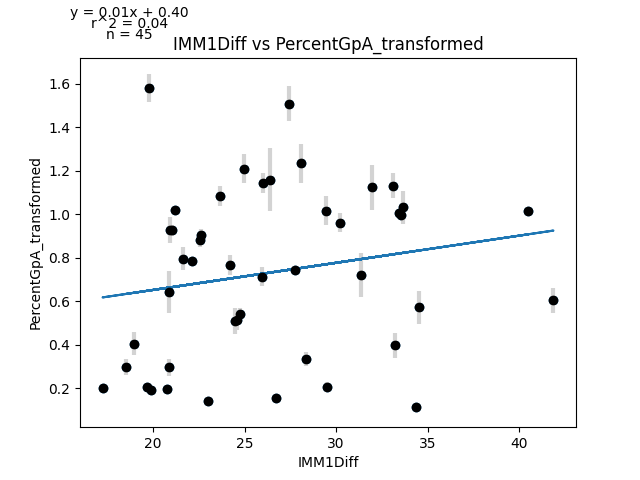 y = 0.01x + 0.40
r^2 = 0.04
n = 45
IMM1Diff vs PercentGpA_transformed
1.6
1.4
1.2
1.0
0.8
0.6
0.4
0.2
PercentGpA_transformed
20
25
30
35
40
IMM1Diff